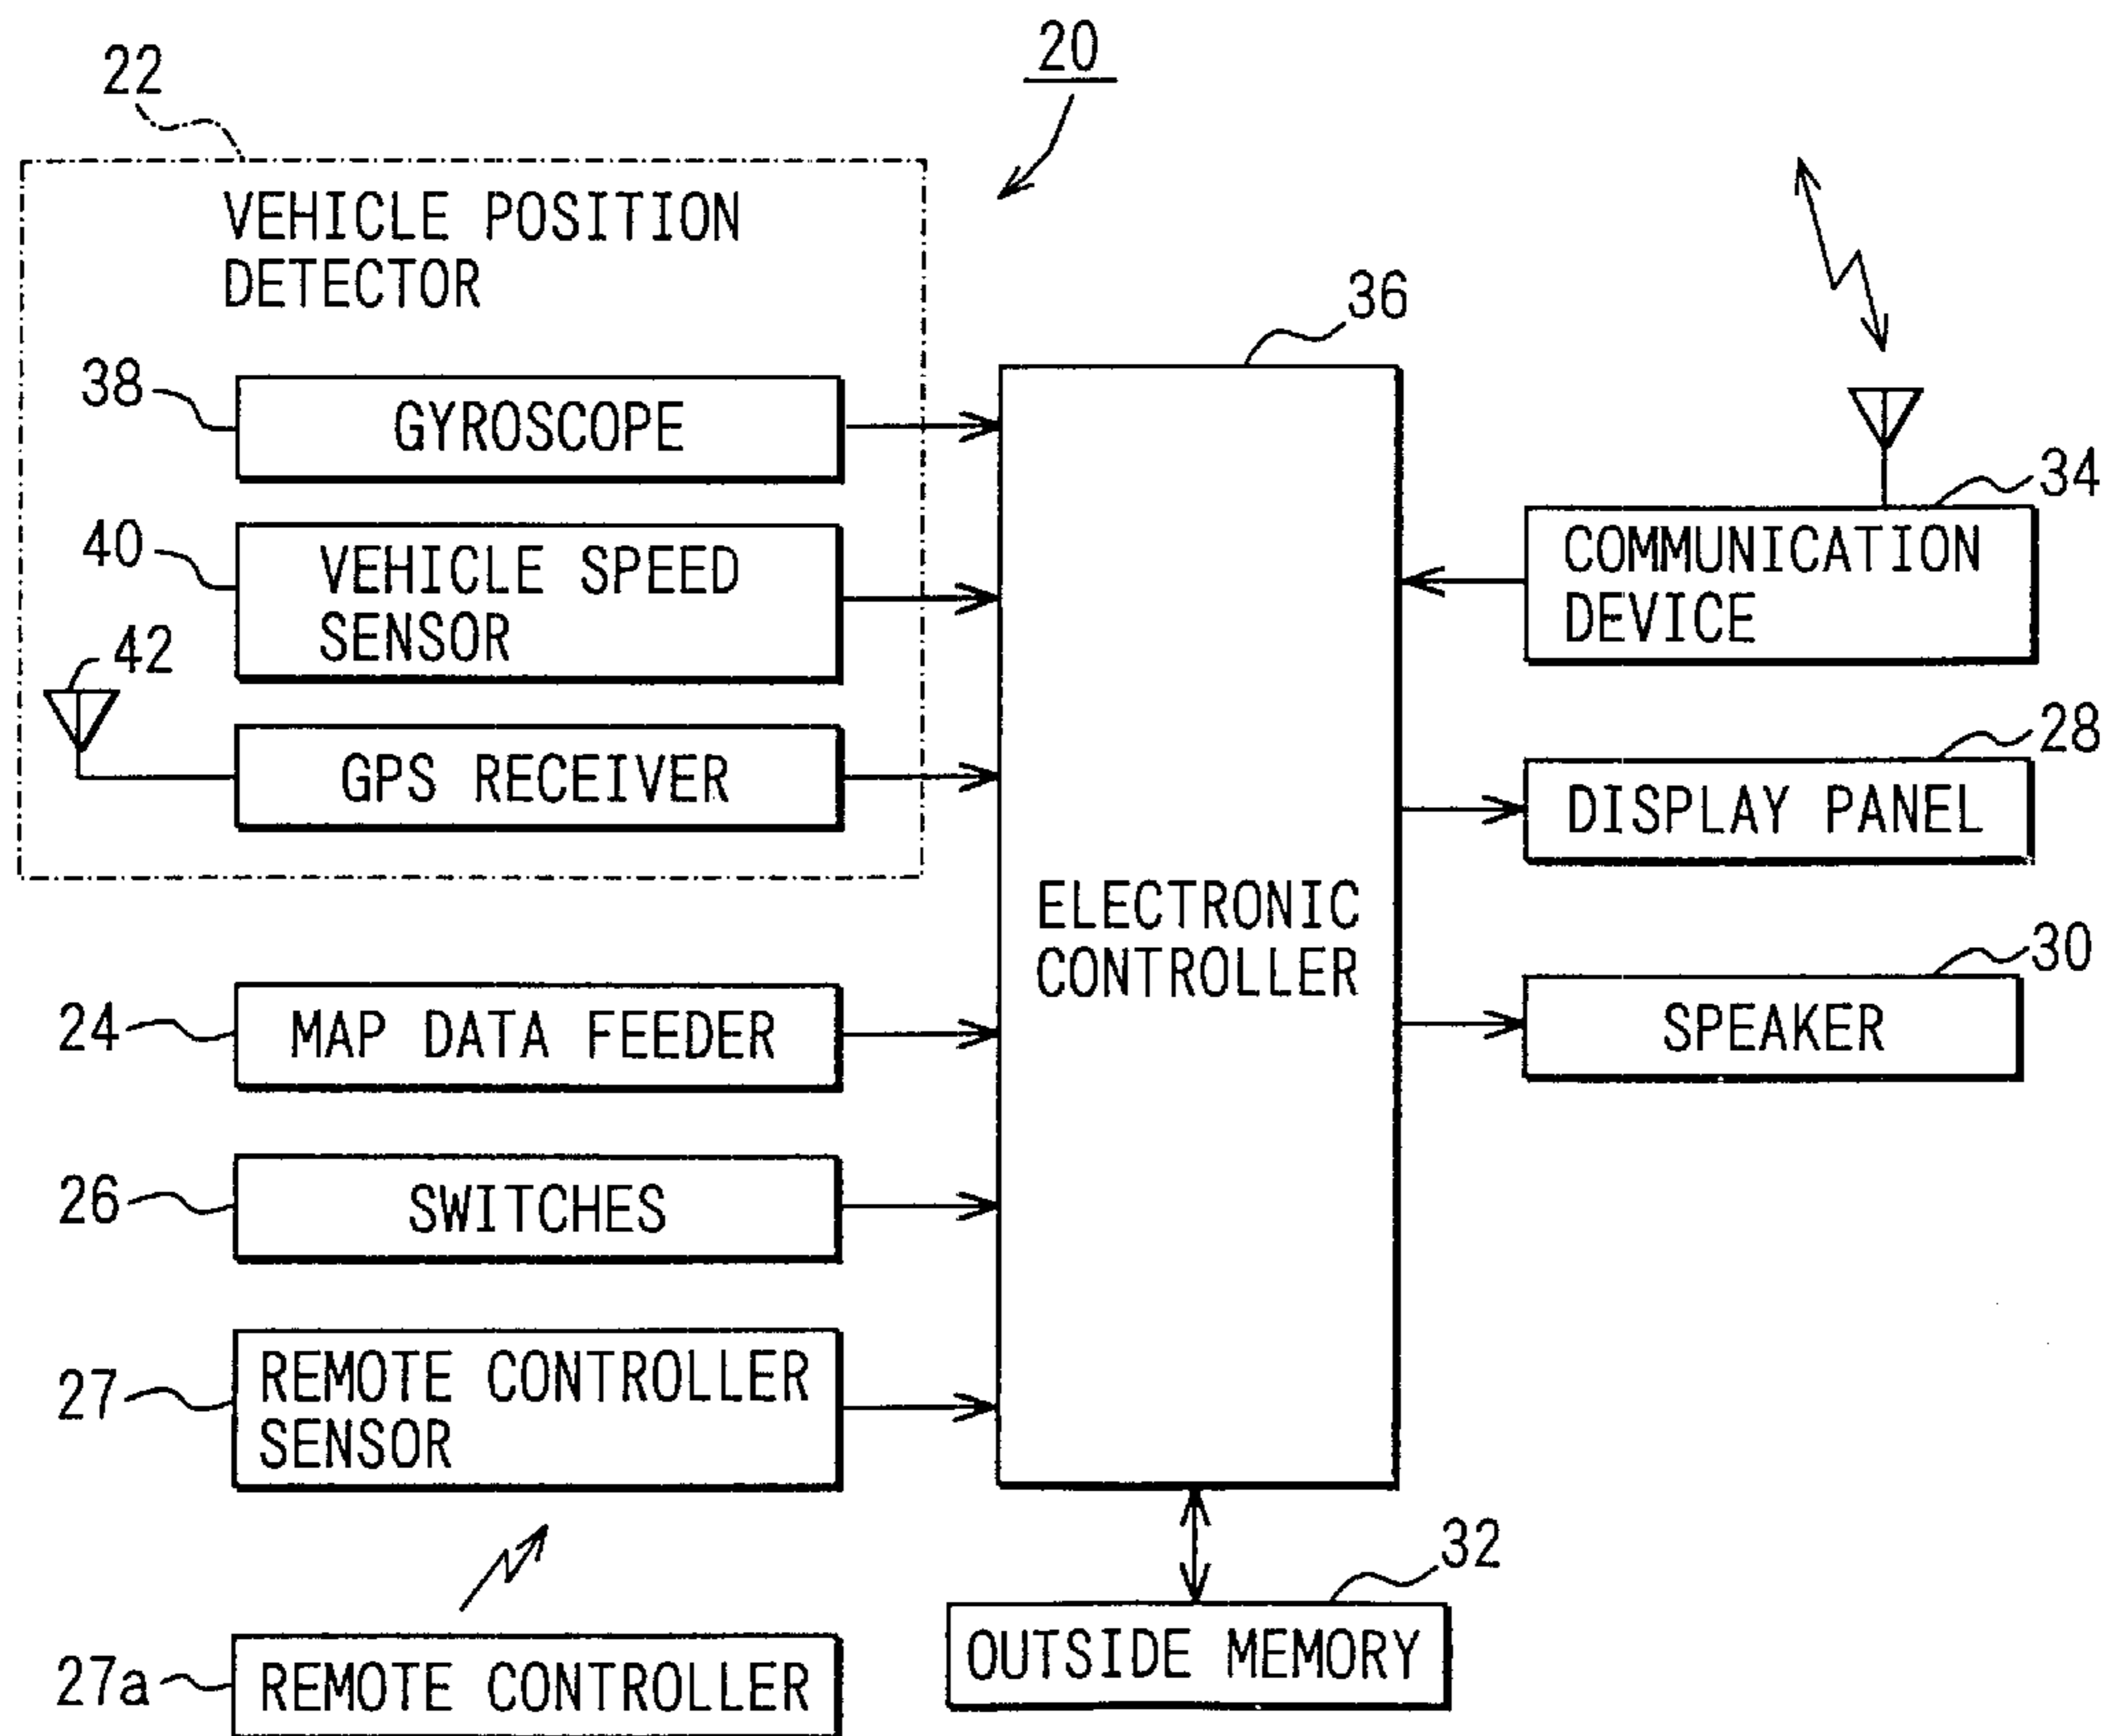 20
22
VEHICLE POSITION
DETECTOR
36
38
GYROSCOPE
34
40
VEHICLE SPEED
SENSOR
COMMUNICATION
DEVICE
42
GPS RECEIVER
28
DISPLAY PANEL
ELECTRONIC
CONTROLLER
30
24
MAP DATA FEEDER
SPEAKER
26
SWITCHES
27
REMOTE CONTROLLER
SENSOR
32
OUTSIDE MEMORY
27a
REMOTE CONTROLLER